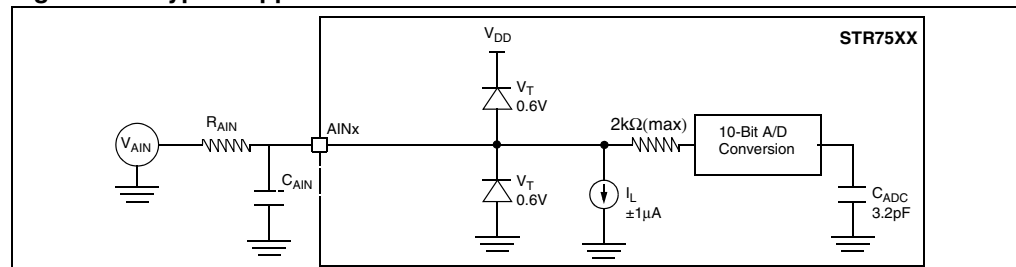 STR75XX
V_DD
V_T
0.6V
R_AIN
AINx
2kΩ(max)
10-Bit A/D
Conversion
V_AIN
C_AIN
V_T
0.6V
I_L
±1μA
C_ADC
3.2pF